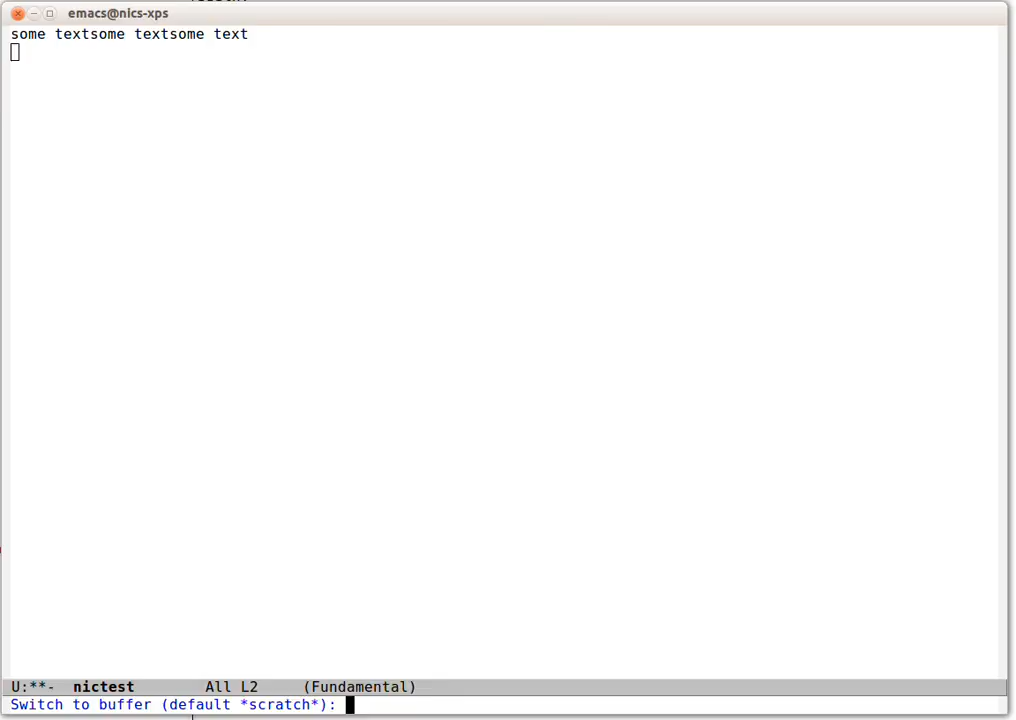 emacs@nics-xps
some textsome textsome text
U:**-  nictest        All L2     (Fundamental)
Switch to buffer (default *scratch*):